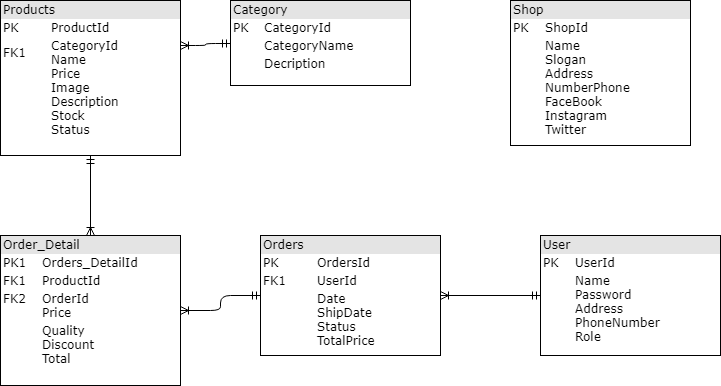 Products
PK ProductId
FK1 CategoryId
Name
Price
Image
Description
Stock
Status
Category
PK CategoryId
CategoryName
Decription
Shop
PK ShopId
Name
Slogan
Address
NumberPhone
FaceBook
Instagram
Twitter
Order_Detail
PK1 Orders_DetailId
FK1 ProductId
FK2 OrderId
Price
Quality
Discount
Total
Orders
PK OrdersId
FK1 UserId
Date
ShipDate
Status
TotalPrice
User
PK UserId
Name
Password
Address
PhoneNumber
Role